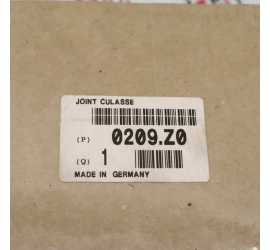 JOINT CULASSE
(P) 0209.Z0
(Q) 1
MADE IN GERMANY